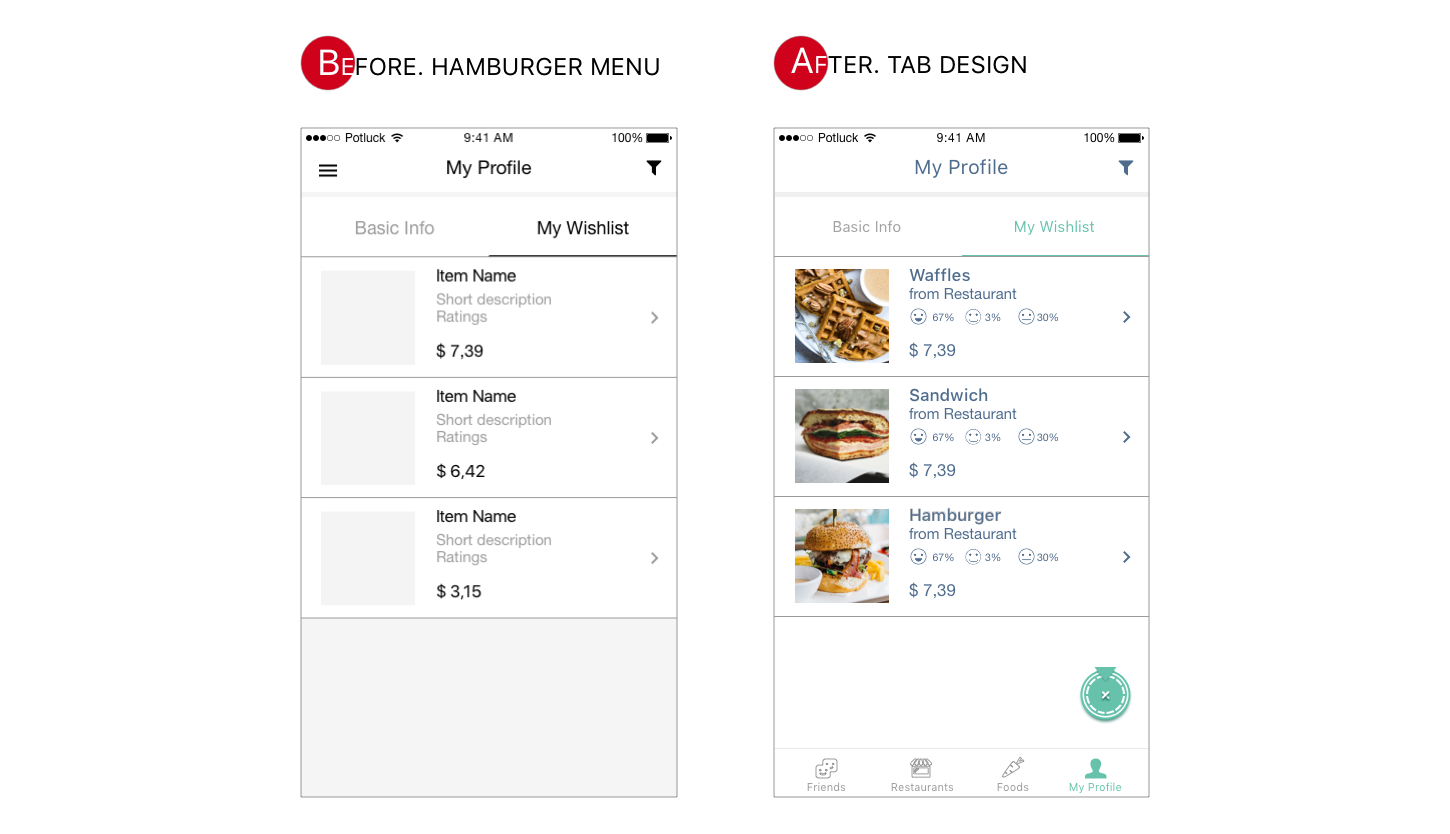 BEFORE. HAMBURGER MENU
Potluck 9:41 AM 100%
My Profile
Basic Info My Wishlist
Item Name
Short description
Ratings
$ 7,39
Item Name
Short description
Ratings
$ 6,42
Item Name
Short description
Ratings
$ 3,15
AFTER. TAB DESIGN
Potluck 9:41 AM 100%
My Profile
Basic Info My Wishlist
Waffles
from Restaurant
67% 3% 30%
$ 7,39
Sandwich
from Restaurant
67% 3% 30%
$ 7,39
Hamburger
from Restaurant
67% 3% 30%
$ 7,39
Friends Restaurants Foods My Profile